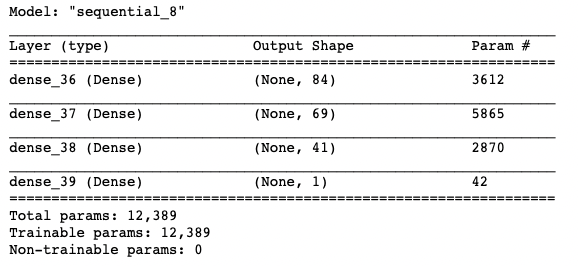 Model: "sequential_8"
Layer (type) Output Shape Param #
dense_36 (Dense) (None, 84) 3612
dense_37 (Dense) (None, 69) 5865
dense_38 (Dense) (None, 41) 2870
dense_39 (Dense) (None, 1) 42
Total params: 12,389
Trainable params: 12,389
Non-trainable params: 0